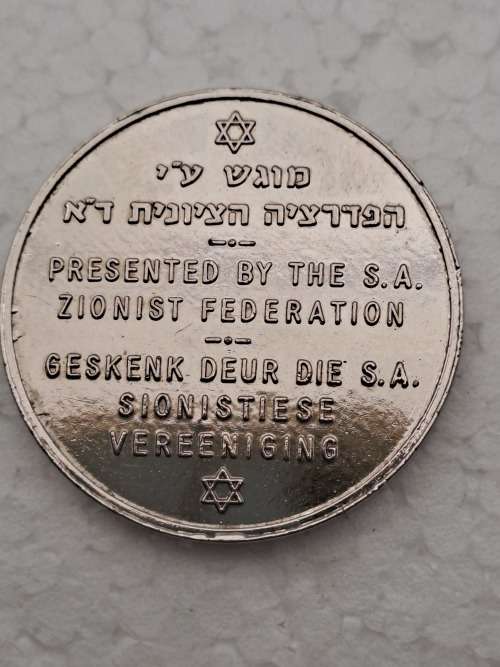 מוגש ע"י
הפדרציה הציונית ד"א
PRESENTED BY THE S.A.
ZIONIST FEDERATION
GESKENK DEUR DIE S.A.
SIONISTIESE
VEREENIGING